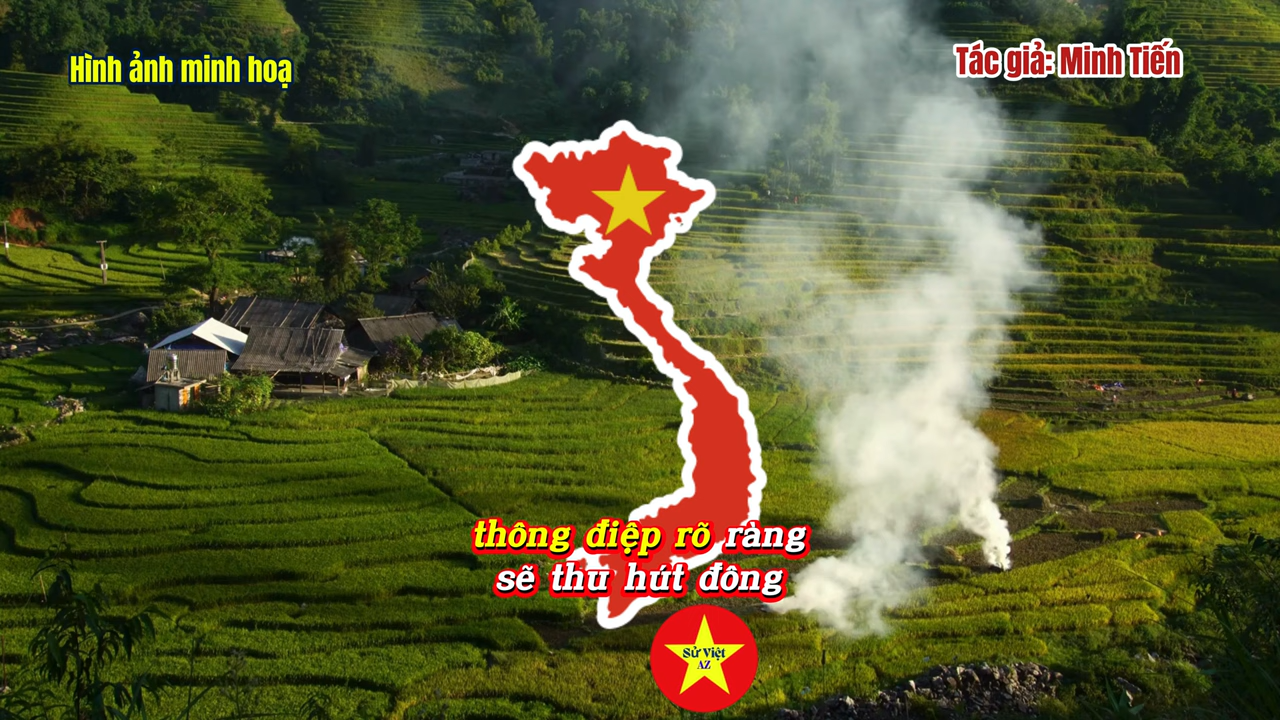 Hình ảnh minh hoạ
Tác giả: Minh Tiến
thông điệp rõ ràng
sẽ thu hút đông
Sử Việt
AZ